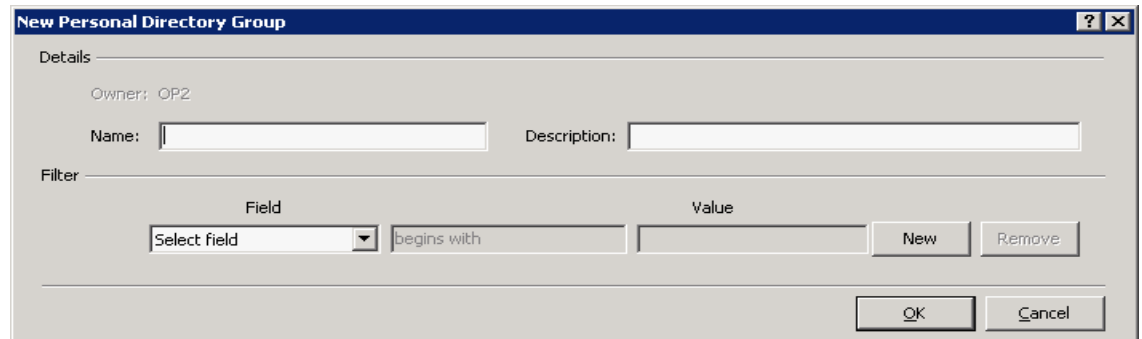 New Personal Directory Group
Details
Owner: OP2
Name: Description:
Filter
Field Value
Select field begins with New Remove
OK Cancel